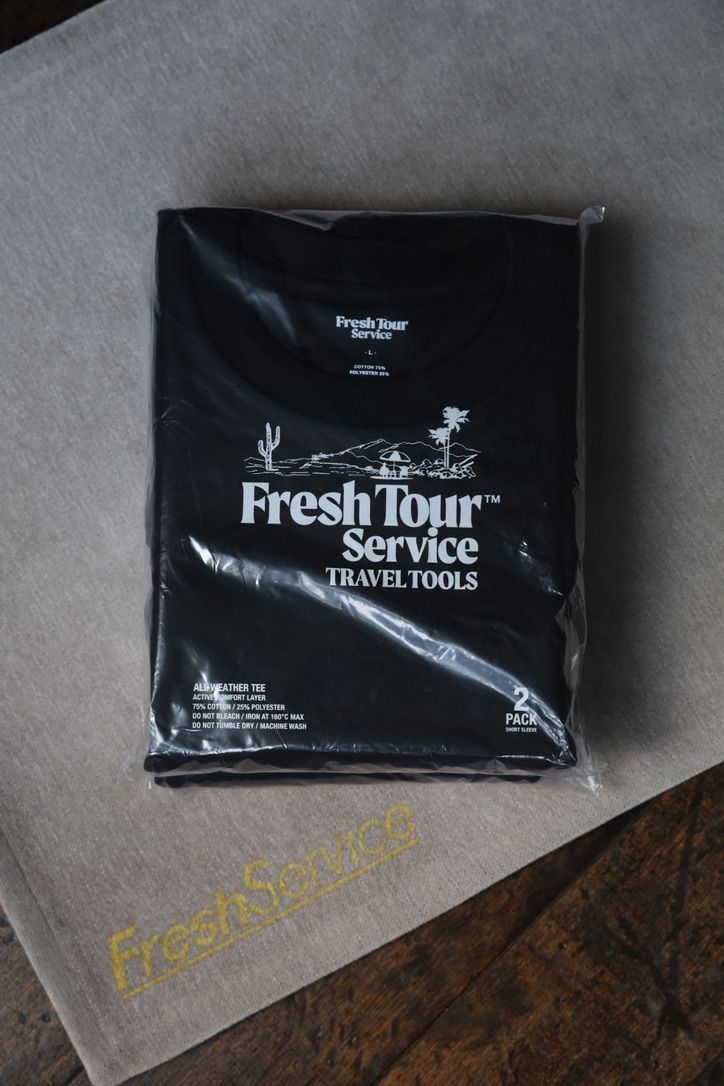 Fresh Tour
Service
- L -
COTTON 75%
POLYESTER 25%
Fresh Tour™
Service
TRAVEL TOOLS
ALL WEATHER TEE
ACTIVE COMFORT LAYER
75% COTTON / 25% POLYESTER
DO NOT BLEACH / IRON AT 160°C MAX
DO NOT TUMBLE DRY / MACHINE WASH
2
PACK
SHORT SLEEVE
FreshService